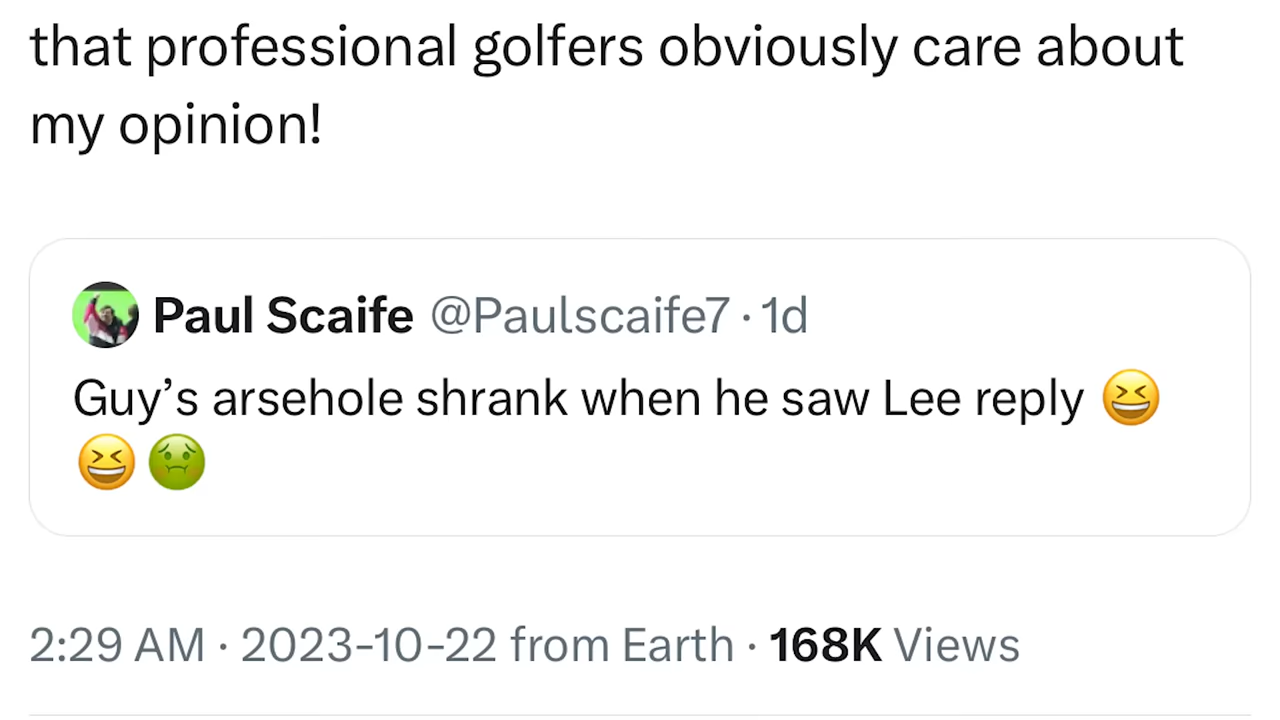 that professional golfers obviously care about
my opinion!
Paul Scaife @Paulscaife7 · 1d
Guy’s arsehole shrank when he saw Lee reply 😆
😆🤢
2:29 AM · 2023-10-22 from Earth · 168K Views